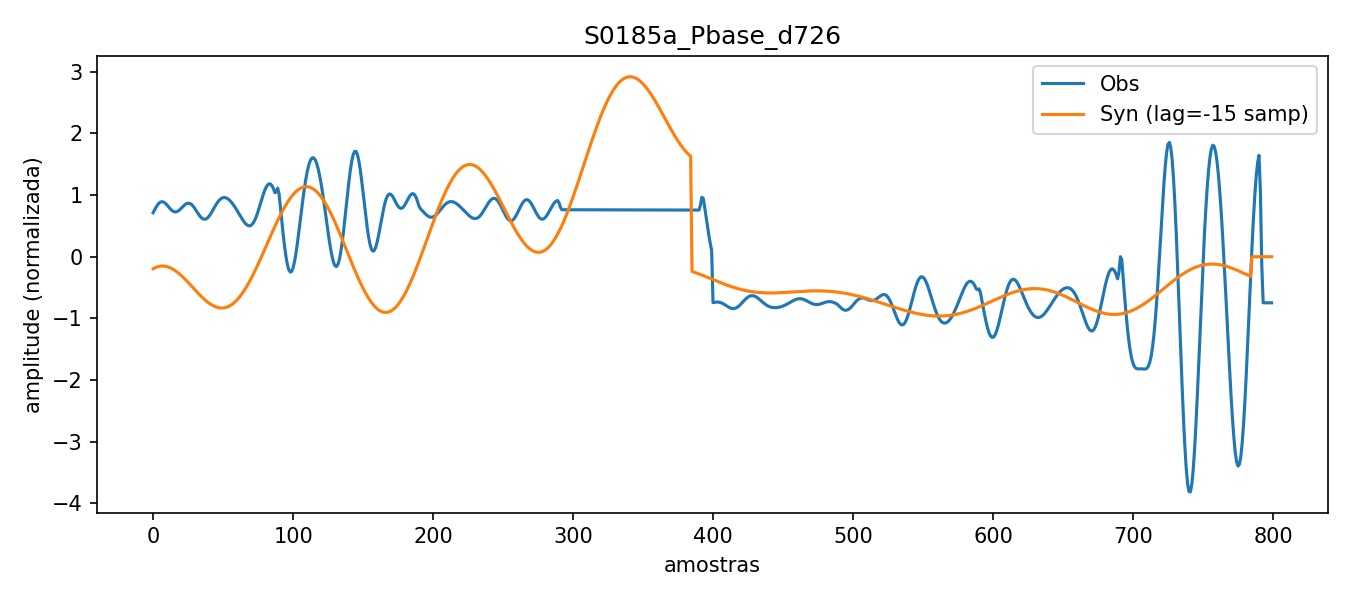 S0185a_Pbase_d726
Obs
Syn (lag=-15 samp)
amplitude (normalizada)
3
2
1
0
−1
−2
−3
−4
0 100 200 300 400 500 600 700 800
amostras